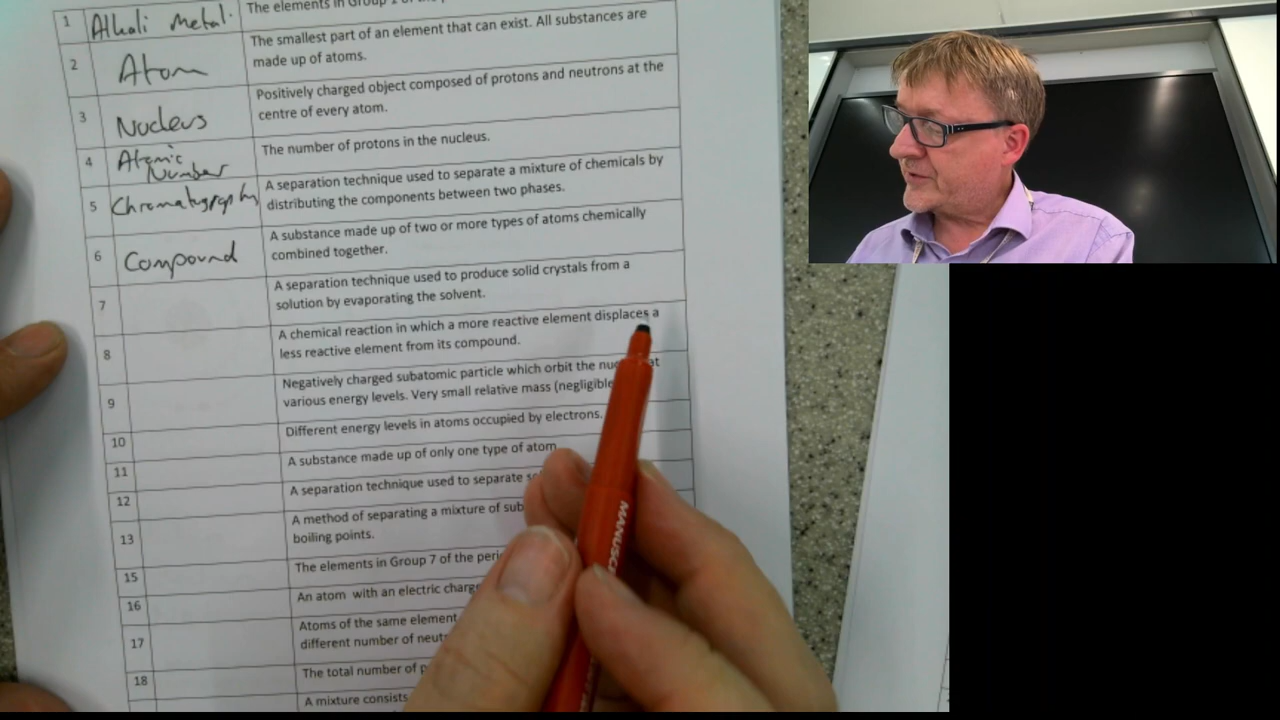 1 Alkali Metal. The elements in Group
2 Atom The smallest part of an element that can exist. All substances are
made up of atoms.
3 Nucleus Positively charged object composed of protons and neutrons at the
centre of every atom.
4 Atomic
Number The number of protons in the nucleus.
5 Chromatography A separation technique used to separate a mixture of chemicals by
distributing the components between two phases.
6 Compound A substance made up of two or more types of atoms chemically
combined together.
7 A separation technique used to produce solid crystals from a
solution by evaporating the solvent.
8 A chemical reaction in which a more reactive element displaces a
less reactive element from its compound.
9 Negatively charged subatomic particle which orbit the
various energy levels. Very small relative mass (negligible
10 Different energy levels in atoms occupied by electrons.
11 A substance made up of only one type of atom
12 A separation technique used to separate
13 A method of separating a mixture of
boiling points.
15 The elements in Group 7 of the
16 An atom with an electric
17 Atoms of the same element
different number of
18 The total number of
A mixture consists
MANUSC